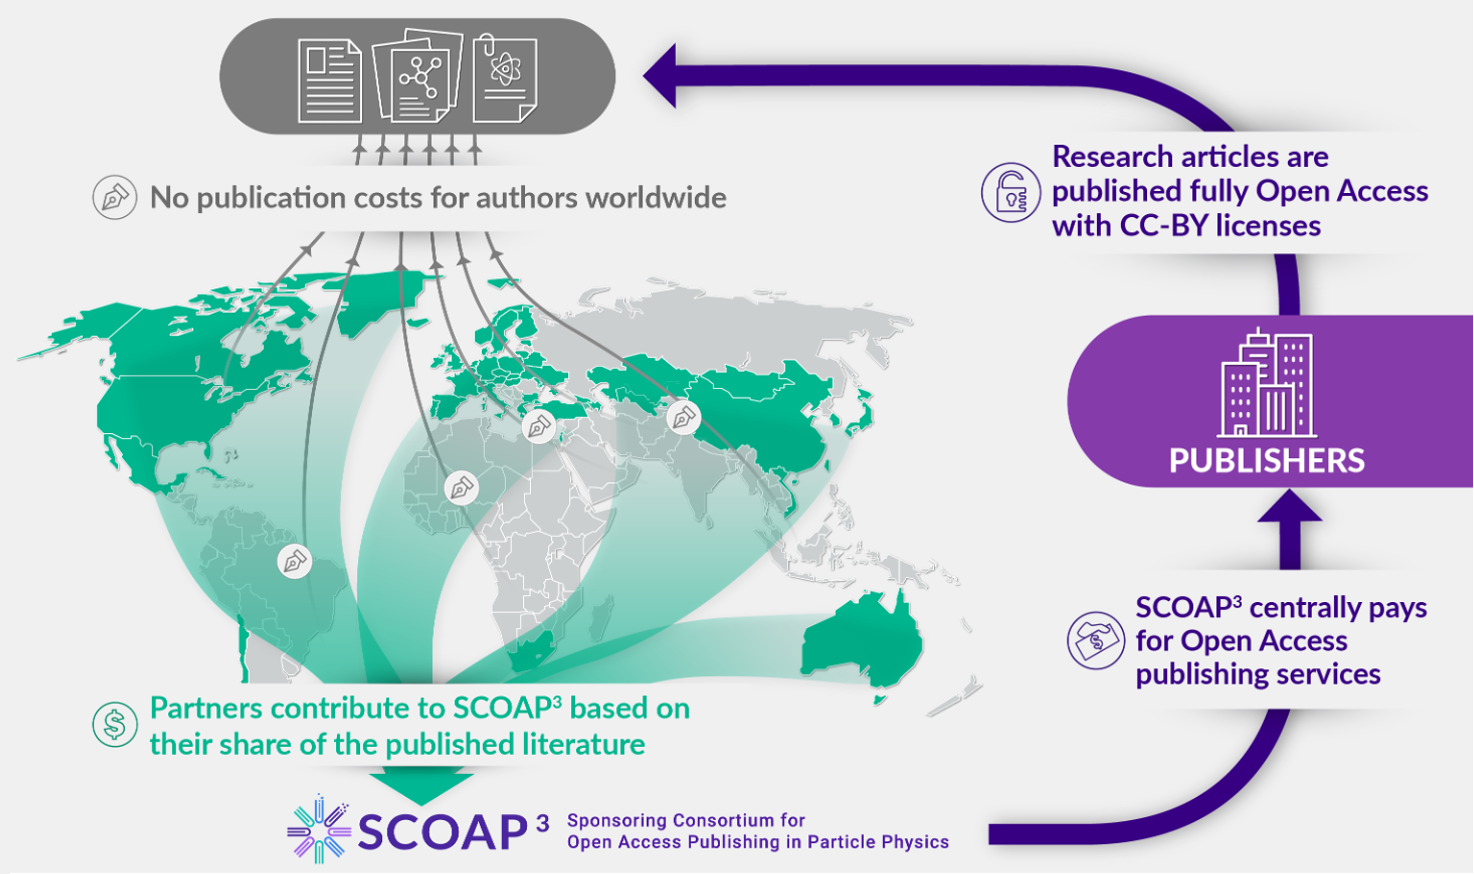 No publication costs for authors worldwide
Research articles are
published fully Open Access
with CC-BY licenses
PUBLISHERS
SCOAP³ centrally pays
for Open Access
publishing services
Partners contribute to SCOAP³ based on
their share of the published literature
SCOAP³
Sponsoring Consortium for
Open Access Publishing in Particle Physics